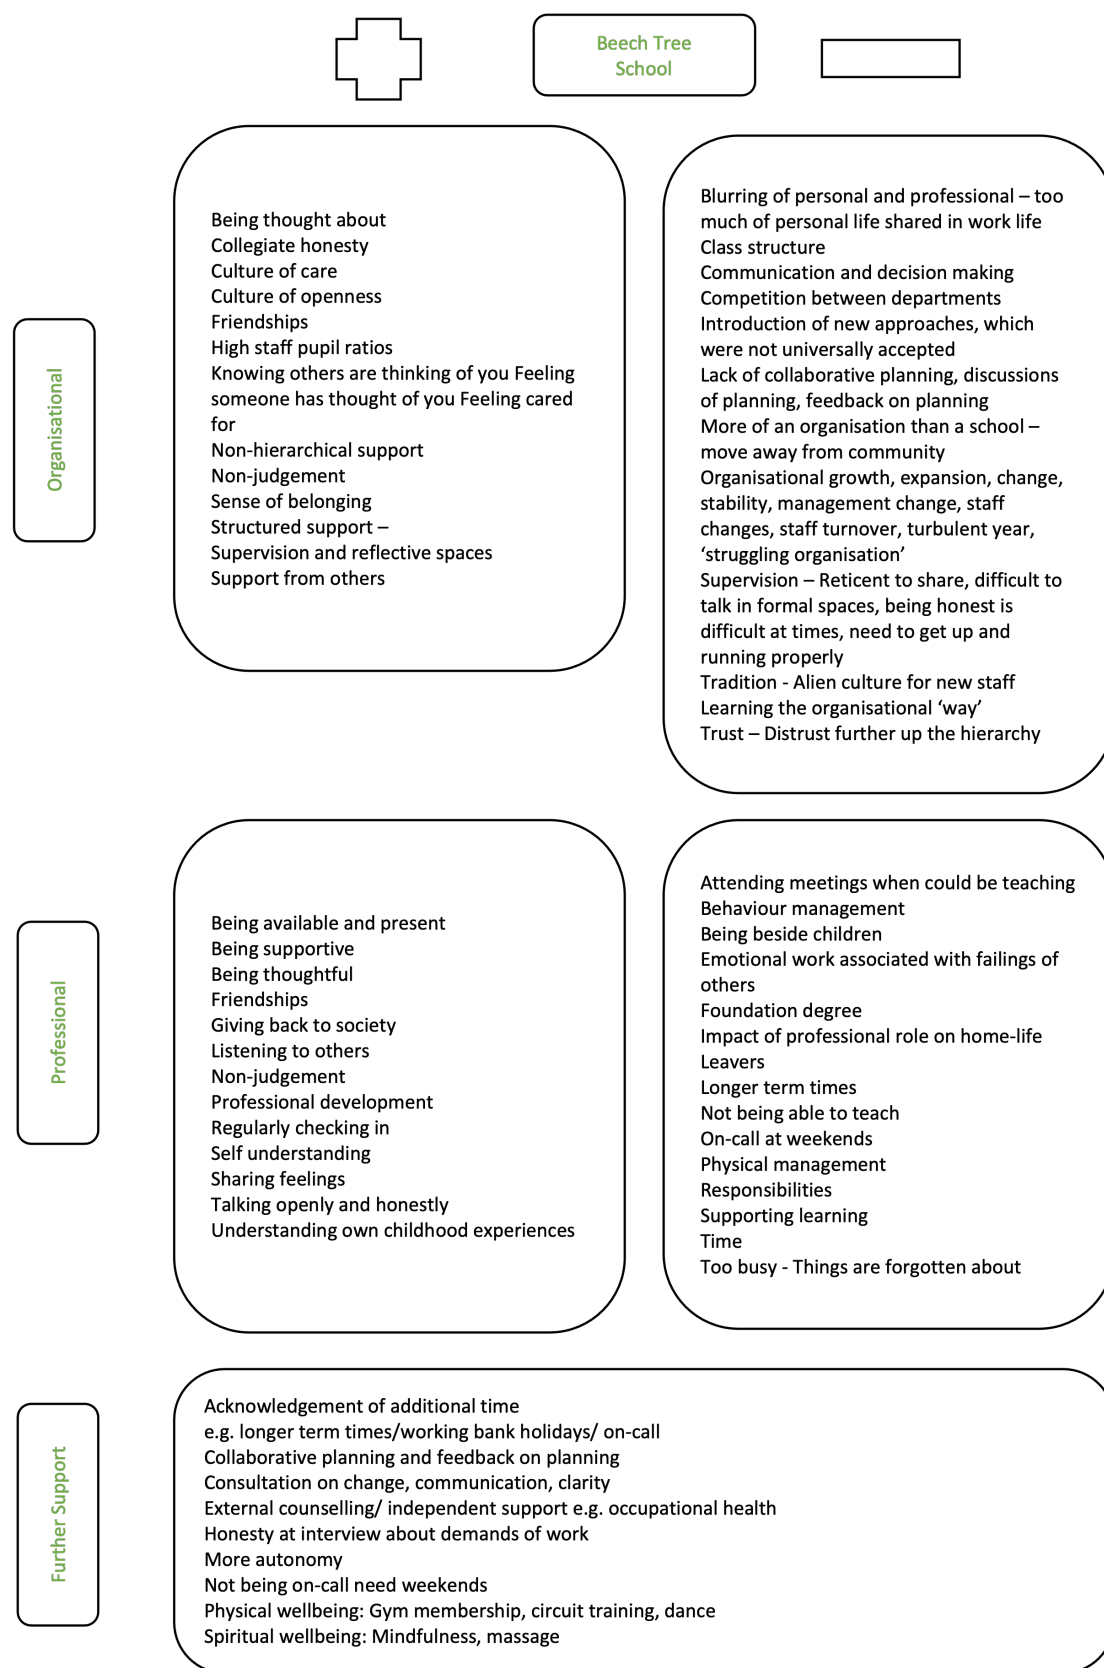 Beech Tree
School
Organisational
Being thought about
Collegiate honesty
Culture of care
Culture of openness
Friendships
High staff pupil ratios
Knowing others are thinking of you Feeling
someone has thought of you Feeling cared
for
Non-hierarchical support
Non-judgement
Sense of belonging
Structured support –
Supervision and reflective spaces
Support from others
Blurring of personal and professional – too
much of personal life shared in work life
Class structure
Communication and decision making
Competition between departments
Introduction of new approaches, which
were not universally accepted
Lack of collaborative planning, discussions
of planning, feedback on planning
More of an organisation than a school –
move away from community
Organisational growth, expansion, change,
stability, management change, staff
changes, staff turnover, turbulent year,
‘struggling organisation’
Supervision – Reticent to share, difficult to
talk in formal spaces, being honest is
difficult at times, need to get up and
running properly
Tradition - Alien culture for new staff
Learning the organisational ‘way’
Trust – Distrust further up the hierarchy
Professional
Being available and present
Being supportive
Being thoughtful
Friendships
Giving back to society
Listening to others
Non-judgement
Professional development
Regularly checking in
Self understanding
Sharing feelings
Talking openly and honestly
Understanding own childhood experiences
Attending meetings when could be teaching
Behaviour management
Being beside children
Emotional work associated with failings of
others
Foundation degree
Impact of professional role on home-life
Leavers
Longer term times
Not being able to teach
On-call at weekends
Physical management
Responsibilities
Supporting learning
Time
Too busy - Things are forgotten about
Further Support
Acknowledgement of additional time
e.g. longer term times/working bank holidays/ on-call
Collaborative planning and feedback on planning
Consultation on change, communication, clarity
External counselling/ independent support e.g. occupational health
Honesty at interview about demands of work
More autonomy
Not being on-call need weekends
Physical wellbeing: Gym membership, circuit training, dance
Spiritual wellbeing: Mindfulness, massage